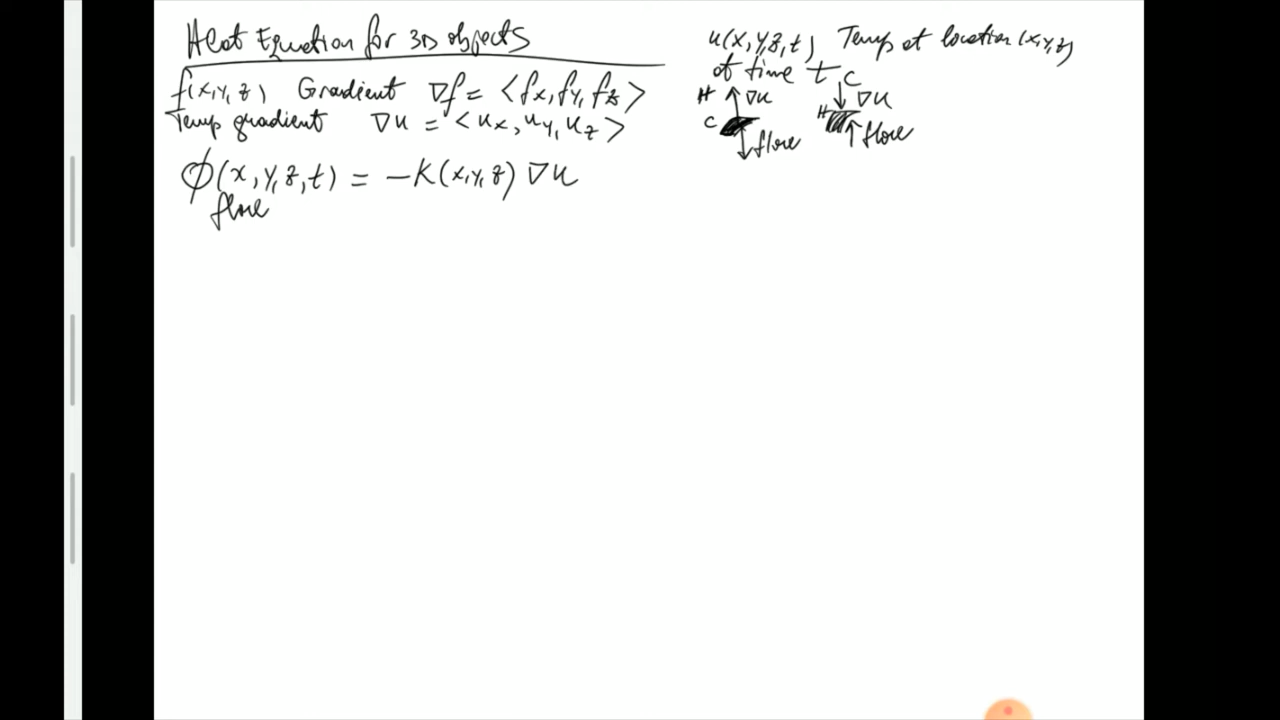 Heat Equation for 3D objects
f(x,y,z) Gradient ∇f = <fx, fy, fz>
Temp gradient ∇u = <ux, uy, uz>
ϕ(x,y,z,t) = -K(x,y,z) ∇u
flow
u(x,y,z,t) Temp at location (x,y,z)
at time t
H ∇u
C
flow
C
∇u
H
flow